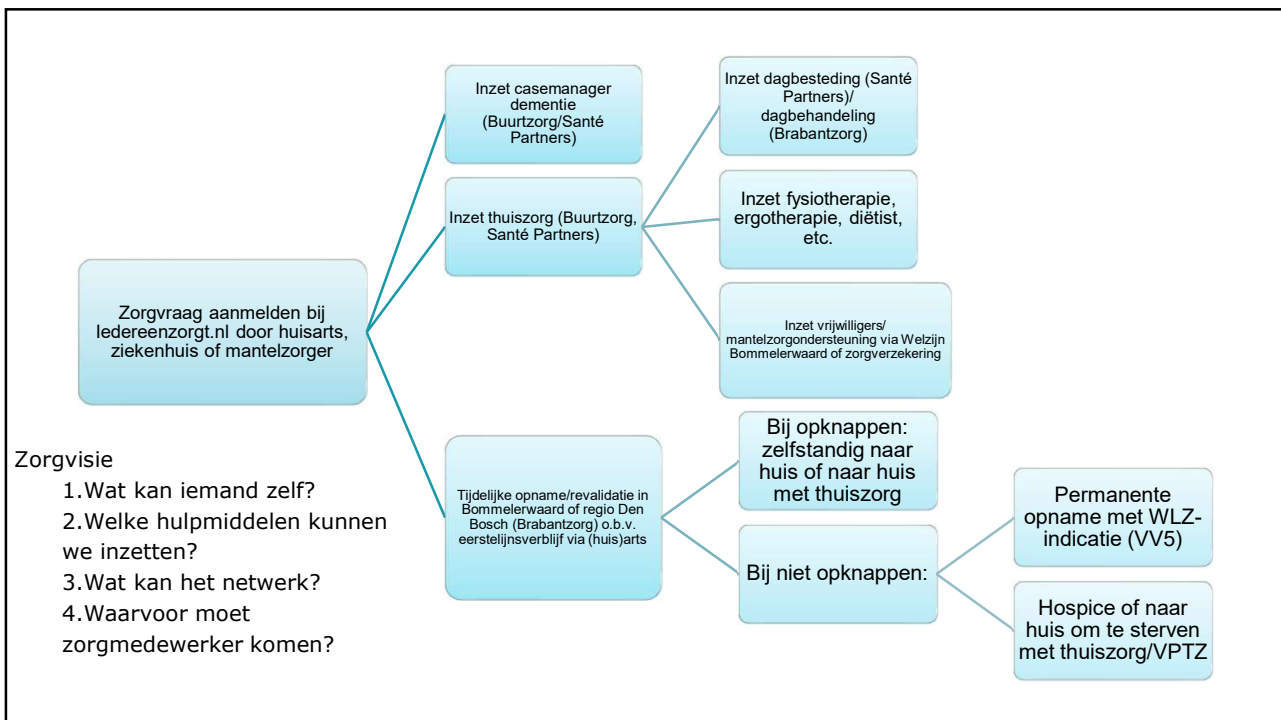 Zorgvraag aanmelden bij
Iedereenzorgt.nl door huisarts,
ziekenhuis of mantelzorger
Inzet casemanager
dementie
(Buurtzorg/Santé
Partners)
Inzet thuiszorg (Buurtzorg,
Santé Partners)
Inzet dagbesteding (Santé
Partners)/
dagbehandeling
(Brabantzorg)
Inzet fysiotherapie,
ergotherapie, diëtist,
etc.
Inzet vrijwilligers/
mantelzorgondersteuning via Welzijn
Bommelerwaard of zorgverzekering
Tijdelijke opname/revalidatie in
Bommelerwaard of regio Den
Bosch (Brabantzorg) o.b.v.
eerstelijnsverblijf via (huis)arts
Bij opknappen:
zelfstandig naar
huis of naar huis
met thuiszorg
Bij niet opknappen:
Permanente
opname met WLZ-
indicatie (VV5)
Hospice of naar
huis om te sterven
met thuiszorg/VPTZ
Zorgvisie
1.Wat kan iemand zelf?
2.Welke hulpmiddelen kunnen
we inzetten?
3.Wat kan het netwerk?
4.Waarvoor moet
zorgmedewerker komen?